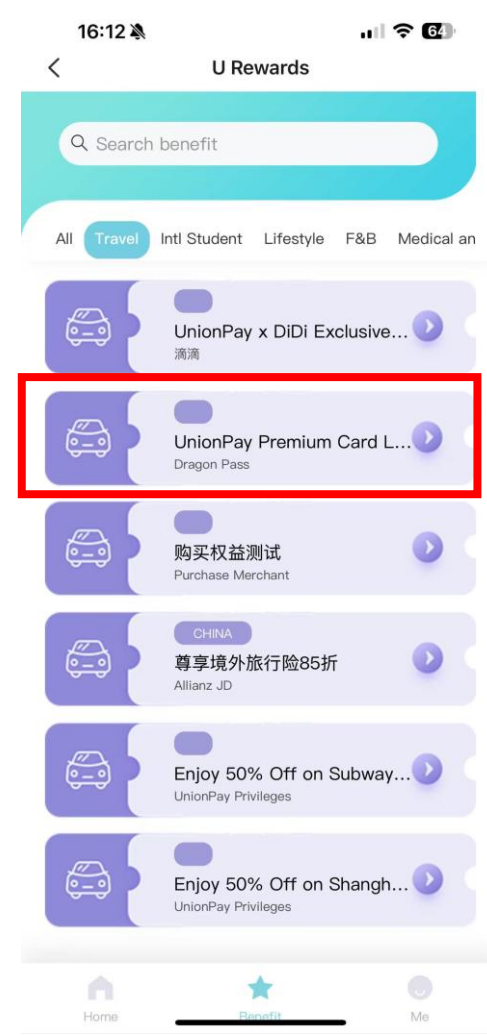 16:12
64
U Rewards
Search benefit
All Travel Intl Student Lifestyle F&B Medical an
UnionPay x DiDi Exclusive...
滴滴
UnionPay Premium Card L...
Dragon Pass
购买权益测试
Purchase Merchant
CHINA
尊享境外旅行险85折
Allianz JD
Enjoy 50% Off on Subway...
UnionPay Privileges
Enjoy 50% Off on Shangh...
UnionPay Privileges
Home Benefit Me